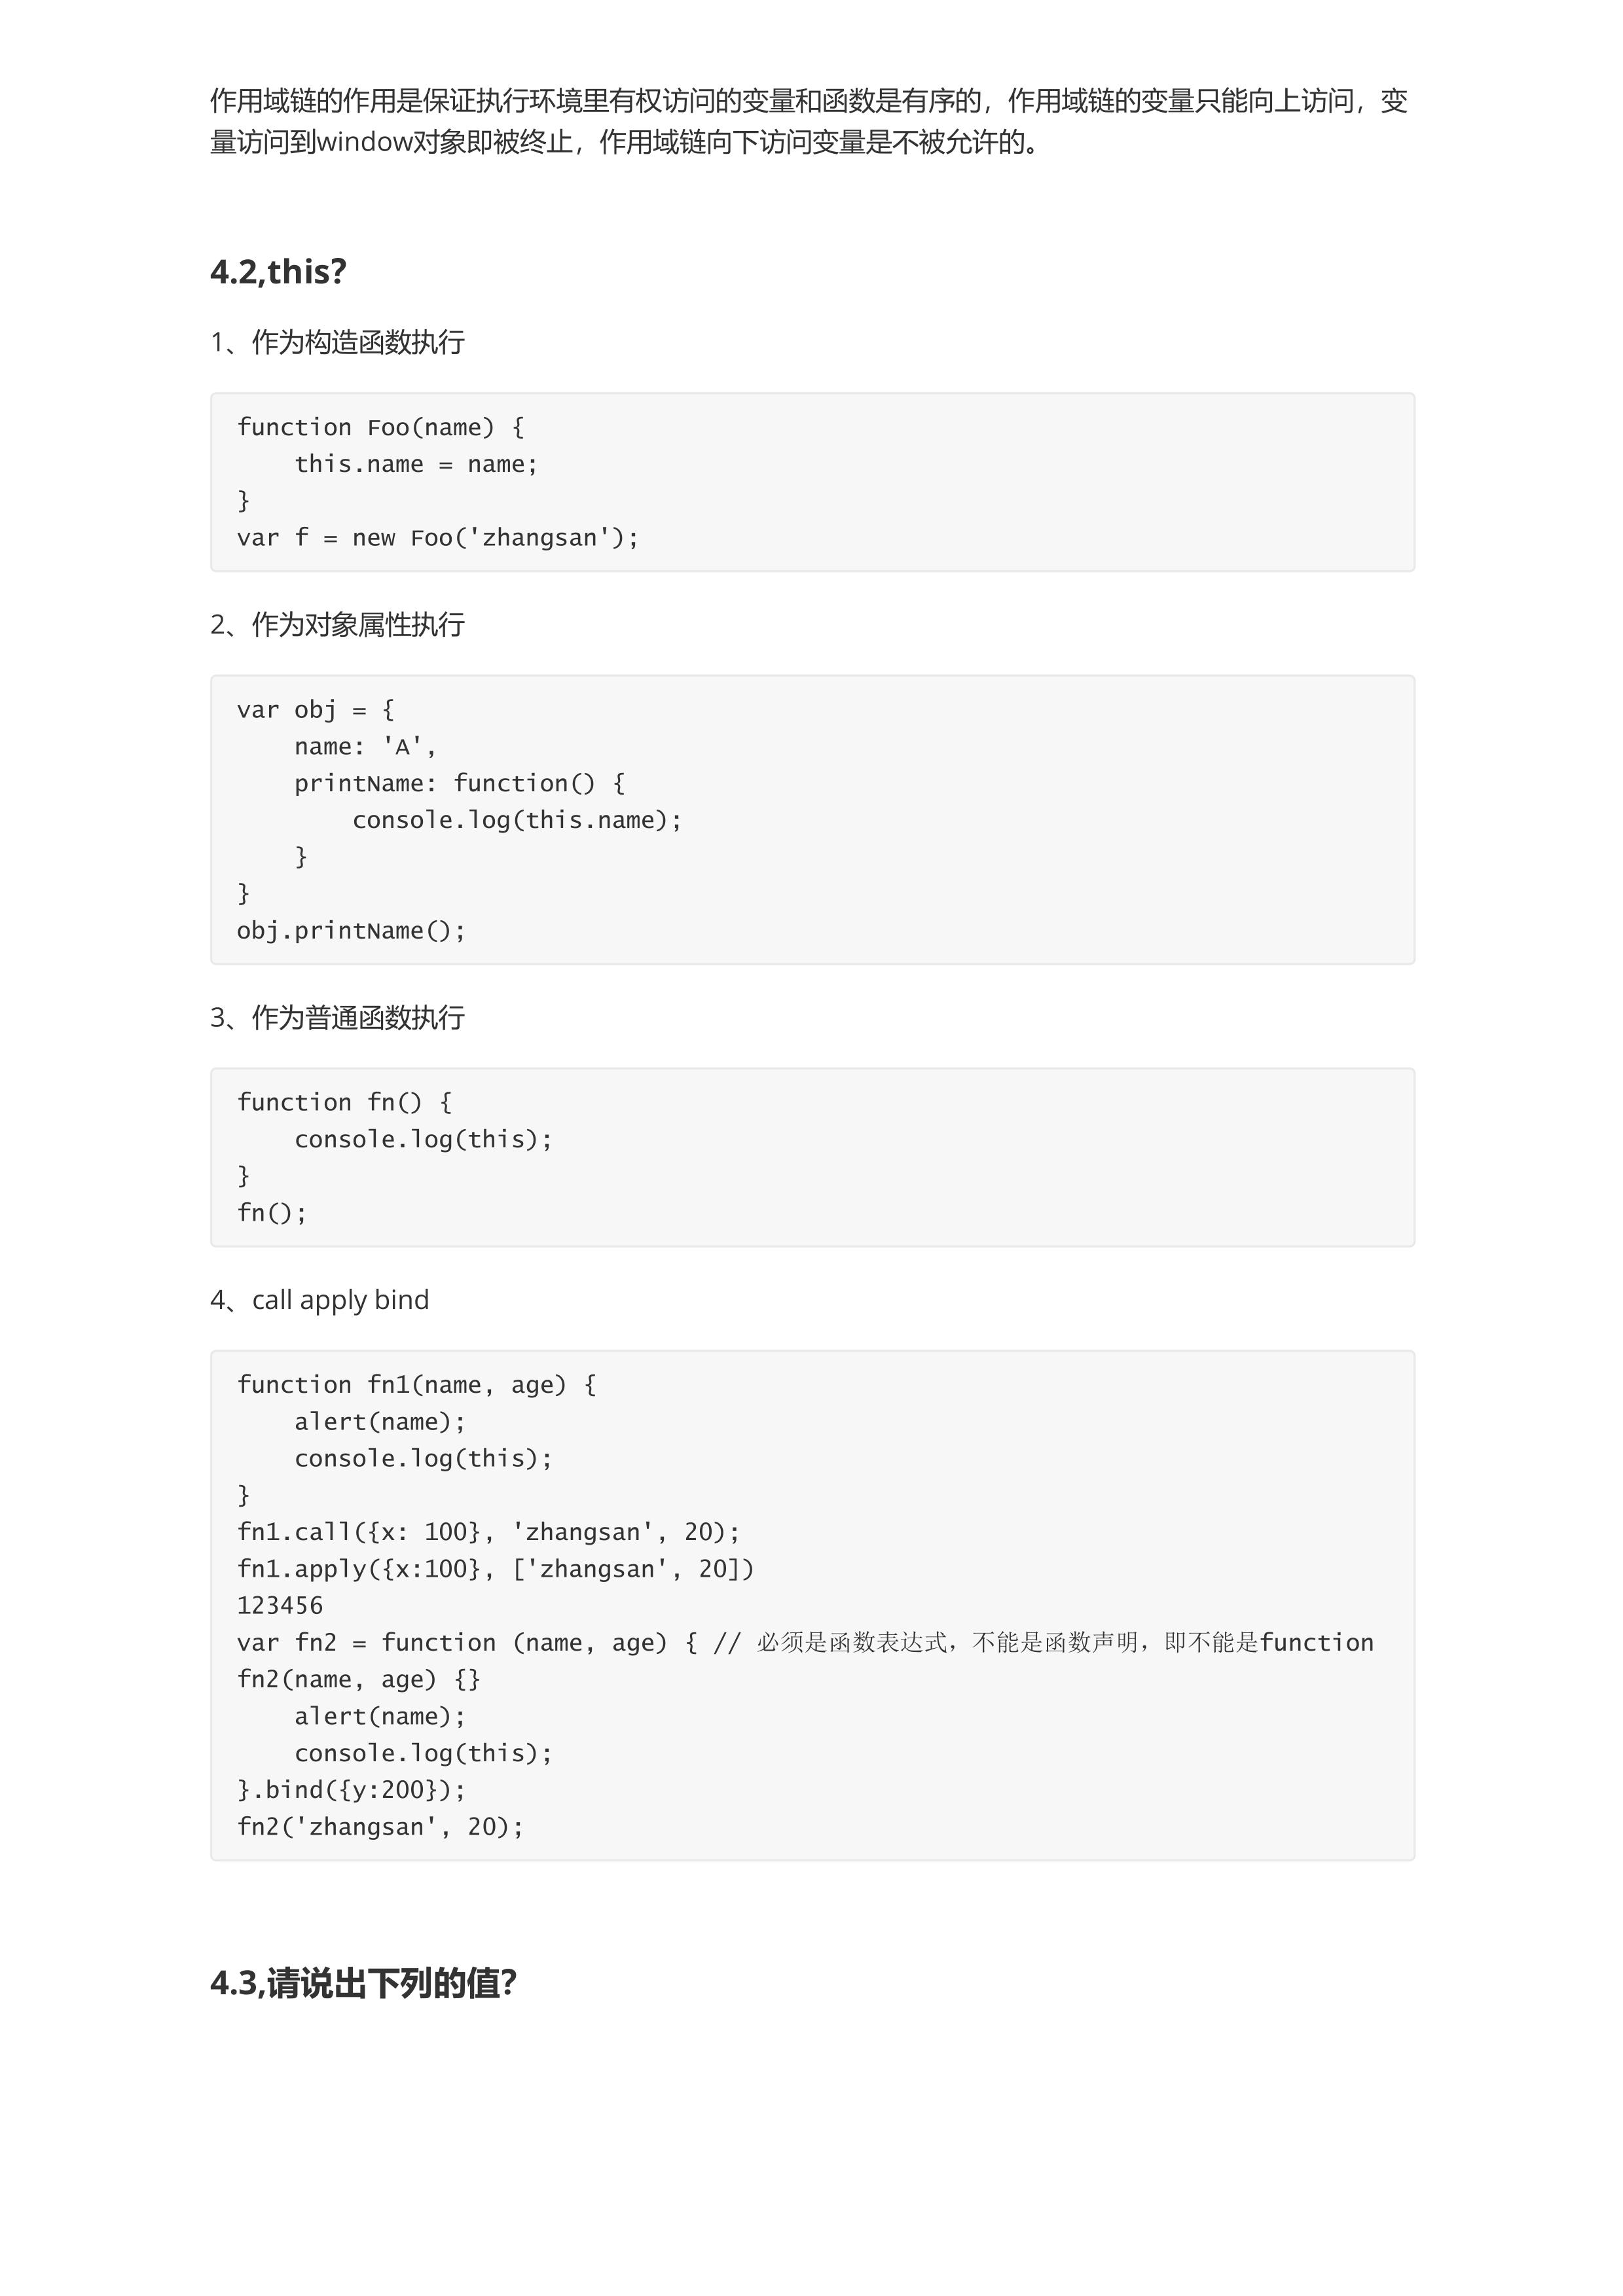 作用域链的作用是保证执行环境里有权访问的变量和函数是有序的，作用域链的变量只能向上访问，变
量访问到window对象即被终止，作用域链向下访问变量是不被允许的。
4.2,this？
1、作为构造函数执行
function Foo(name) {
    this.name = name;
}
var f = new Foo('zhangsan');
2、作为对象属性执行
var obj = {
    name: 'A',
    printName: function() {
        console.log(this.name);
    }
}
obj.printName();
3、作为普通函数执行
function fn() {
    console.log(this);
}
fn();
4、call apply bind
function fn1(name, age) {
    alert(name);
    console.log(this);
}
fn1.call({x: 100}, 'zhangsan', 20);
fn1.apply({x:100}, ['zhangsan', 20])
123456
var fn2 = function (name, age) { // 必须是函数表达式，不能是函数声明，即不能是function
fn2(name, age) {}
    alert(name);
    console.log(this);
}.bind({y:200});
fn2('zhangsan', 20);
4.3,请说出下列的值？